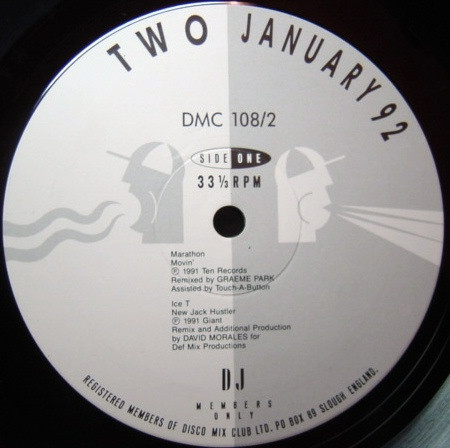 TWO JANUARY 92
DMC 108/2
SIDE ONE
33⅓ RPM
Marathon
Movin'
℗ 1991 Ten Records
Remixed by GRAEME PARK
Assisted by Touch-A-Button
Ice T
New Jack Hustler
℗ 1991 Giant
Remix and Additional Production
by DAVID MORALES for
Def Mix Productions
DJ
MEMBERS
ONLY
REGISTERED MEMBERS OF DISCO MIX CLUB LTD. PO BOX 89 SLOUGH ENGLAND.